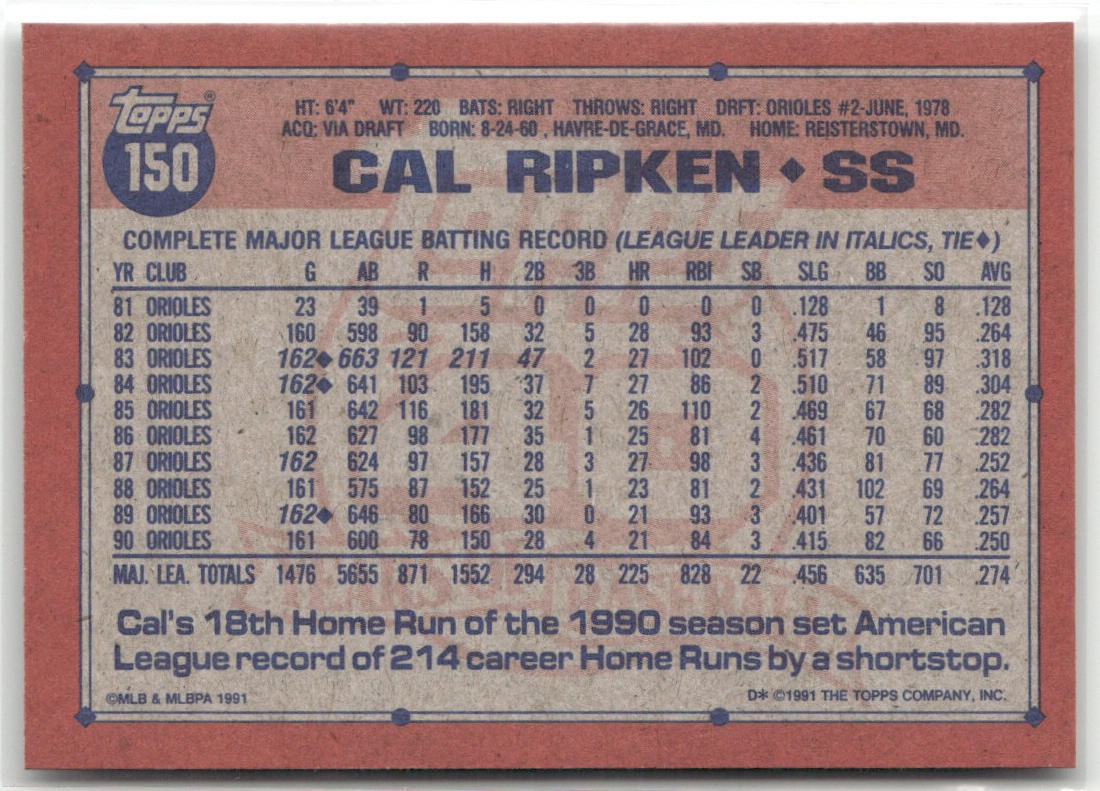 TOPPS®
150
HT: 6'4" WT: 220 BATS: RIGHT THROWS: RIGHT DRFT: ORIOLES #2-JUNE, 1978
ACQ: VIA DRAFT BORN: 8-24-60 , HAVRE-DE-GRACE, MD. HOME: REISTERSTOWN, MD.
CAL RIPKEN ◆ SS
COMPLETE MAJOR LEAGUE BATTING RECORD (LEAGUE LEADER IN ITALICS, TIE◆)
YR CLUB G AB R H 2B 3B HR RBI SB SLG BB SO AVG
81 ORIOLES 23 39 1 5 0 0 0 0 0 .128 1 8 .128
82 ORIOLES 160 598 90 158 32 5 28 93 3 .475 46 95 .264
83 ORIOLES 162◆ 663 121 211 47 2 27 102 0 .517 58 97 .318
84 ORIOLES 162◆ 641 103 195 37 7 27 86 2 .510 71 89 .304
85 ORIOLES 161 642 116 181 32 5 26 110 2 .469 67 68 .282
86 ORIOLES 162 627 98 177 35 1 25 81 4 .461 70 60 .282
87 ORIOLES 162 624 97 157 28 3 27 98 3 .436 81 77 .252
88 ORIOLES 161 575 87 152 25 1 23 81 2 .431 102 69 .264
89 ORIOLES 162◆ 646 80 166 30 0 21 93 3 .401 57 72 .257
90 ORIOLES 161 600 78 150 28 4 21 84 3 .415 82 66 .250
MAJ. LEA. TOTALS 1476 5655 871 1552 294 28 225 828 22 .456 635 701 .274
Cal's 18th Home Run of the 1990 season set American
League record of 214 career Home Runs by a shortstop.
©MLB & MLBPA 1991
D* ©1991 THE TOPPS COMPANY, INC.